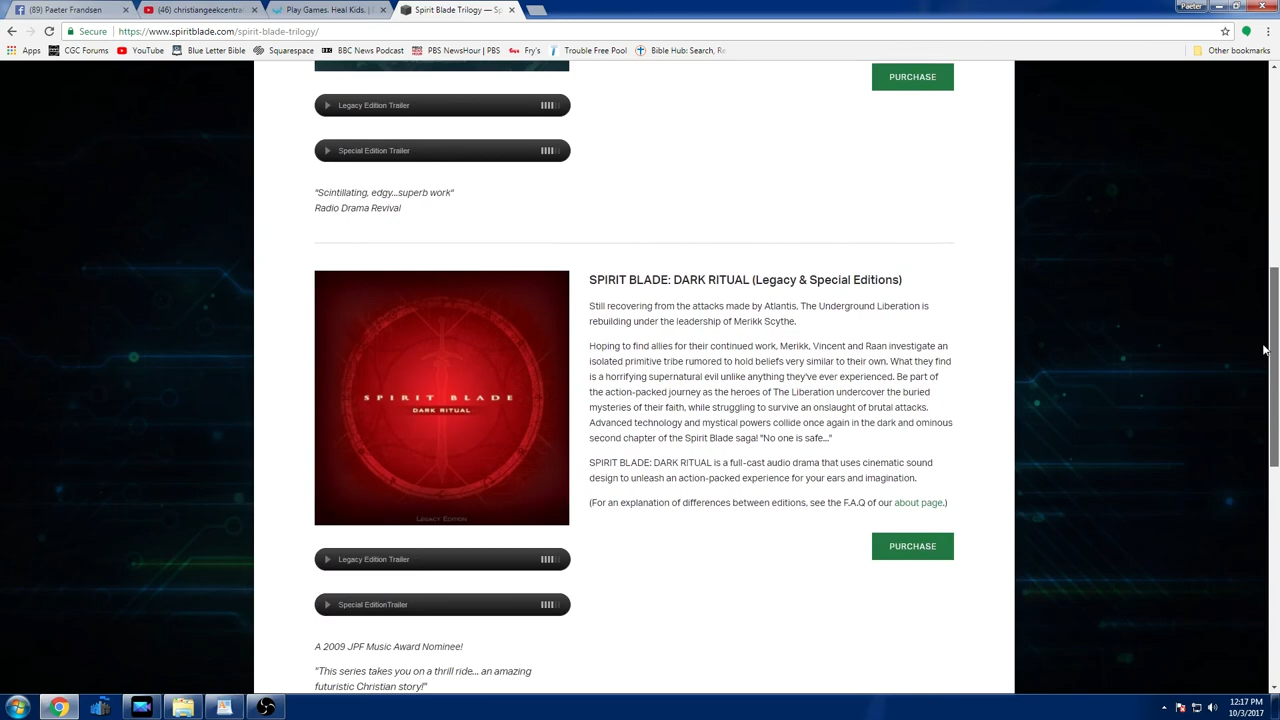 (89) Paeter Frandsen
(46) christiangeekcentral
Play Games. Heal Kids. |
Spirit Blade Trilogy — Sp
Paeter
Secure
https://www.spiritblade.com/spirit-blade-trilogy/
Apps
CGC Forums
YouTube
Blue Letter Bible
Squarespace
BBC News Podcast
PBS NewsHour | PBS
Fry's
Trouble Free Pool
Bible Hub: Search, Re
Other bookmarks
PURCHASE
Legacy Edition Trailer
Special Edition Trailer
"Scintillating, edgy...superb work"
Radio Drama Revival
SPIRIT BLADE
DARK RITUAL
LEGACY EDITION
SPIRIT BLADE: DARK RITUAL (Legacy & Special Editions)
Still recovering from the attacks made by Atlantis, The Underground Liberation is
rebuilding under the leadership of Merikk Scythe.
Hoping to find allies for their continued work, Merikk, Vincent and Raan investigate an
isolated primitive tribe rumored to hold beliefs very similar to their own. What they find
is a horrifying supernatural evil unlike anything they've ever experienced. Be part of
the action-packed journey as the heroes of The Liberation undercover the buried
mysteries of their faith, while struggling to survive an onslaught of brutal attacks.
Advanced technology and mystical powers collide once again in the dark and ominous
second chapter of the Spirit Blade saga! "No one is safe..."
SPIRIT BLADE: DARK RITUAL is a full-cast audio drama that uses cinematic sound
design to unleash an action-packed experience for your ears and imagination.
(For an explanation of differences between editions, see the F.A.Q of our about page.)
PURCHASE
Legacy Edition Trailer
Special EditionTrailer
A 2009 JPF Music Award Nominee!
"This series takes you on a thrill ride... an amazing
futuristic Christian story!"
12:17 PM
10/3/2017